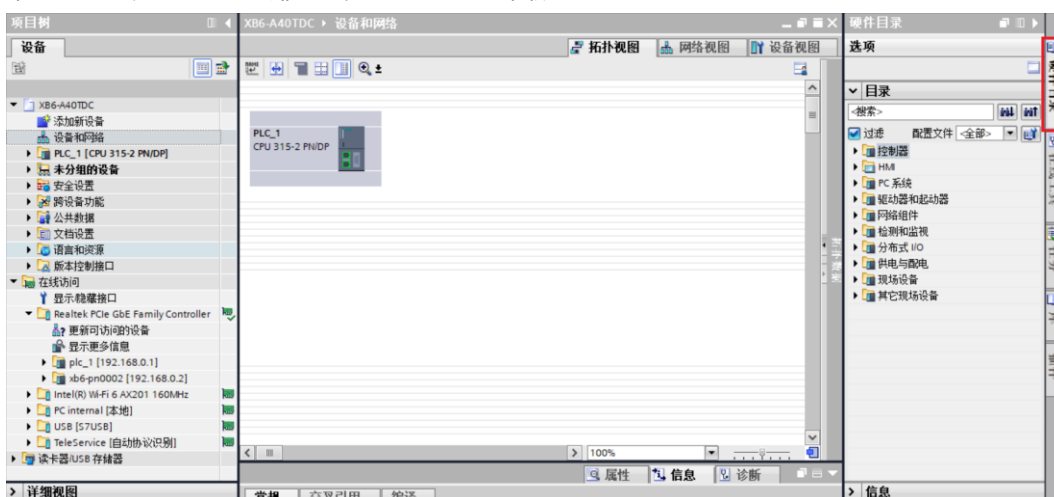 项目树
XB6-A40TDC ▸ 设备和网络
硬件目录
设备
拓扑视图
网络视图
设备视图
选项
XB6-A40TDC
添加新设备
设备和网络
PLC_1 [CPU 315-2 PN/DP]
未分组的设备
安全设置
跨设备功能
公共数据
文档设置
语言和资源
版本控制接口
在线访问
显示/隐藏接口
Realtek PCIe GbE Family Controller
更新可访问的设备
显示更多信息
plc_1 [192.168.0.1]
xb6-pn0002 [192.168.0.2]
Intel(R) Wi-Fi 6 AX201 160MHz
PC internal [本地]
USB [S7USB]
TeleService [自动协议识别]
读卡器/USB 存储器
详细视图
PLC_1
CPU 315-2 PN/DP
100%
属性
信息
诊断
常规
交叉引用
编译
目录
<搜索>
过滤
配置文件
<全部>
控制器
HMI
PC 系统
驱动器和起动器
网络组件
检测和监视
分布式 I/O
供电与配电
现场设备
其它现场设备
信息